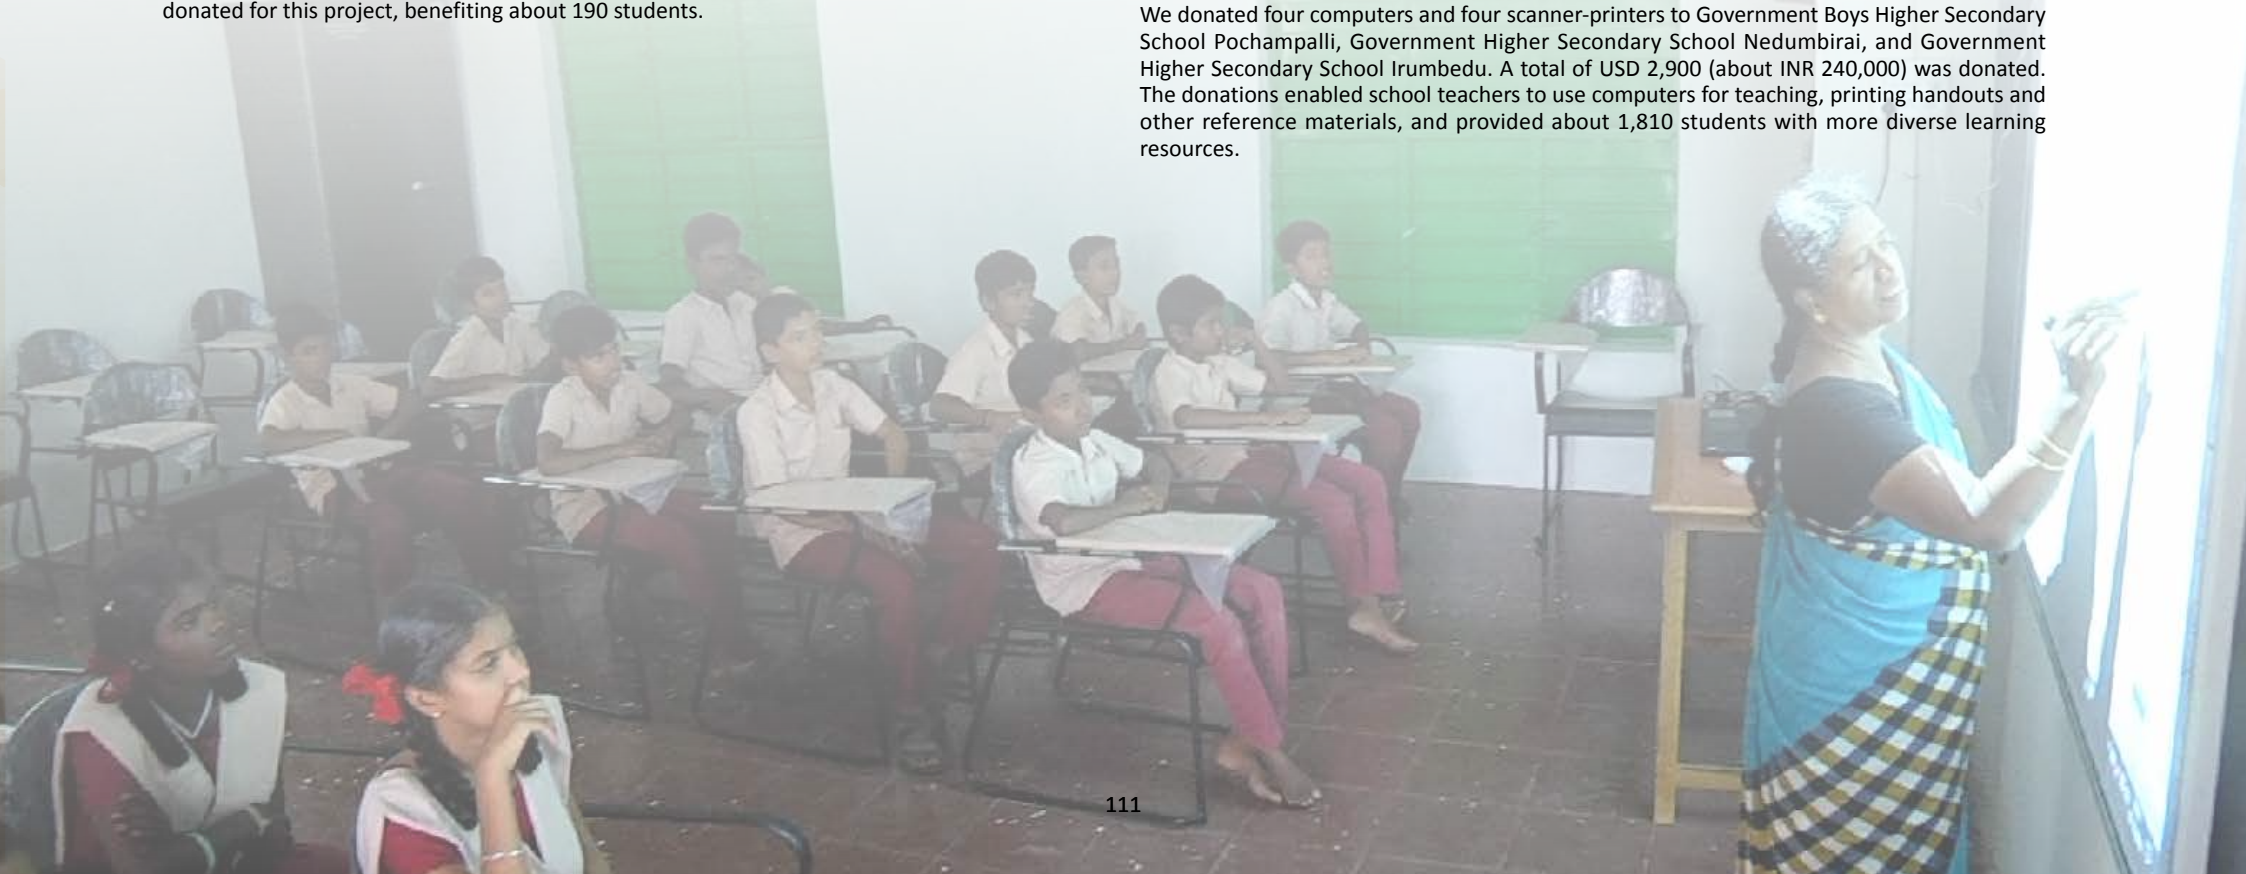 donated for this project, benefiting about 190 students.
We donated four computers and four scanner-printers to Government Boys Higher Secondary
School Pochampalli, Government Higher Secondary School Nedumbirai, and Government
Higher Secondary School Irumbedu. A total of USD 2,900 (about INR 240,000) was donated.
The donations enabled school teachers to use computers for teaching, printing handouts and
other reference materials, and provided about 1,810 students with more diverse learning
resources.
111